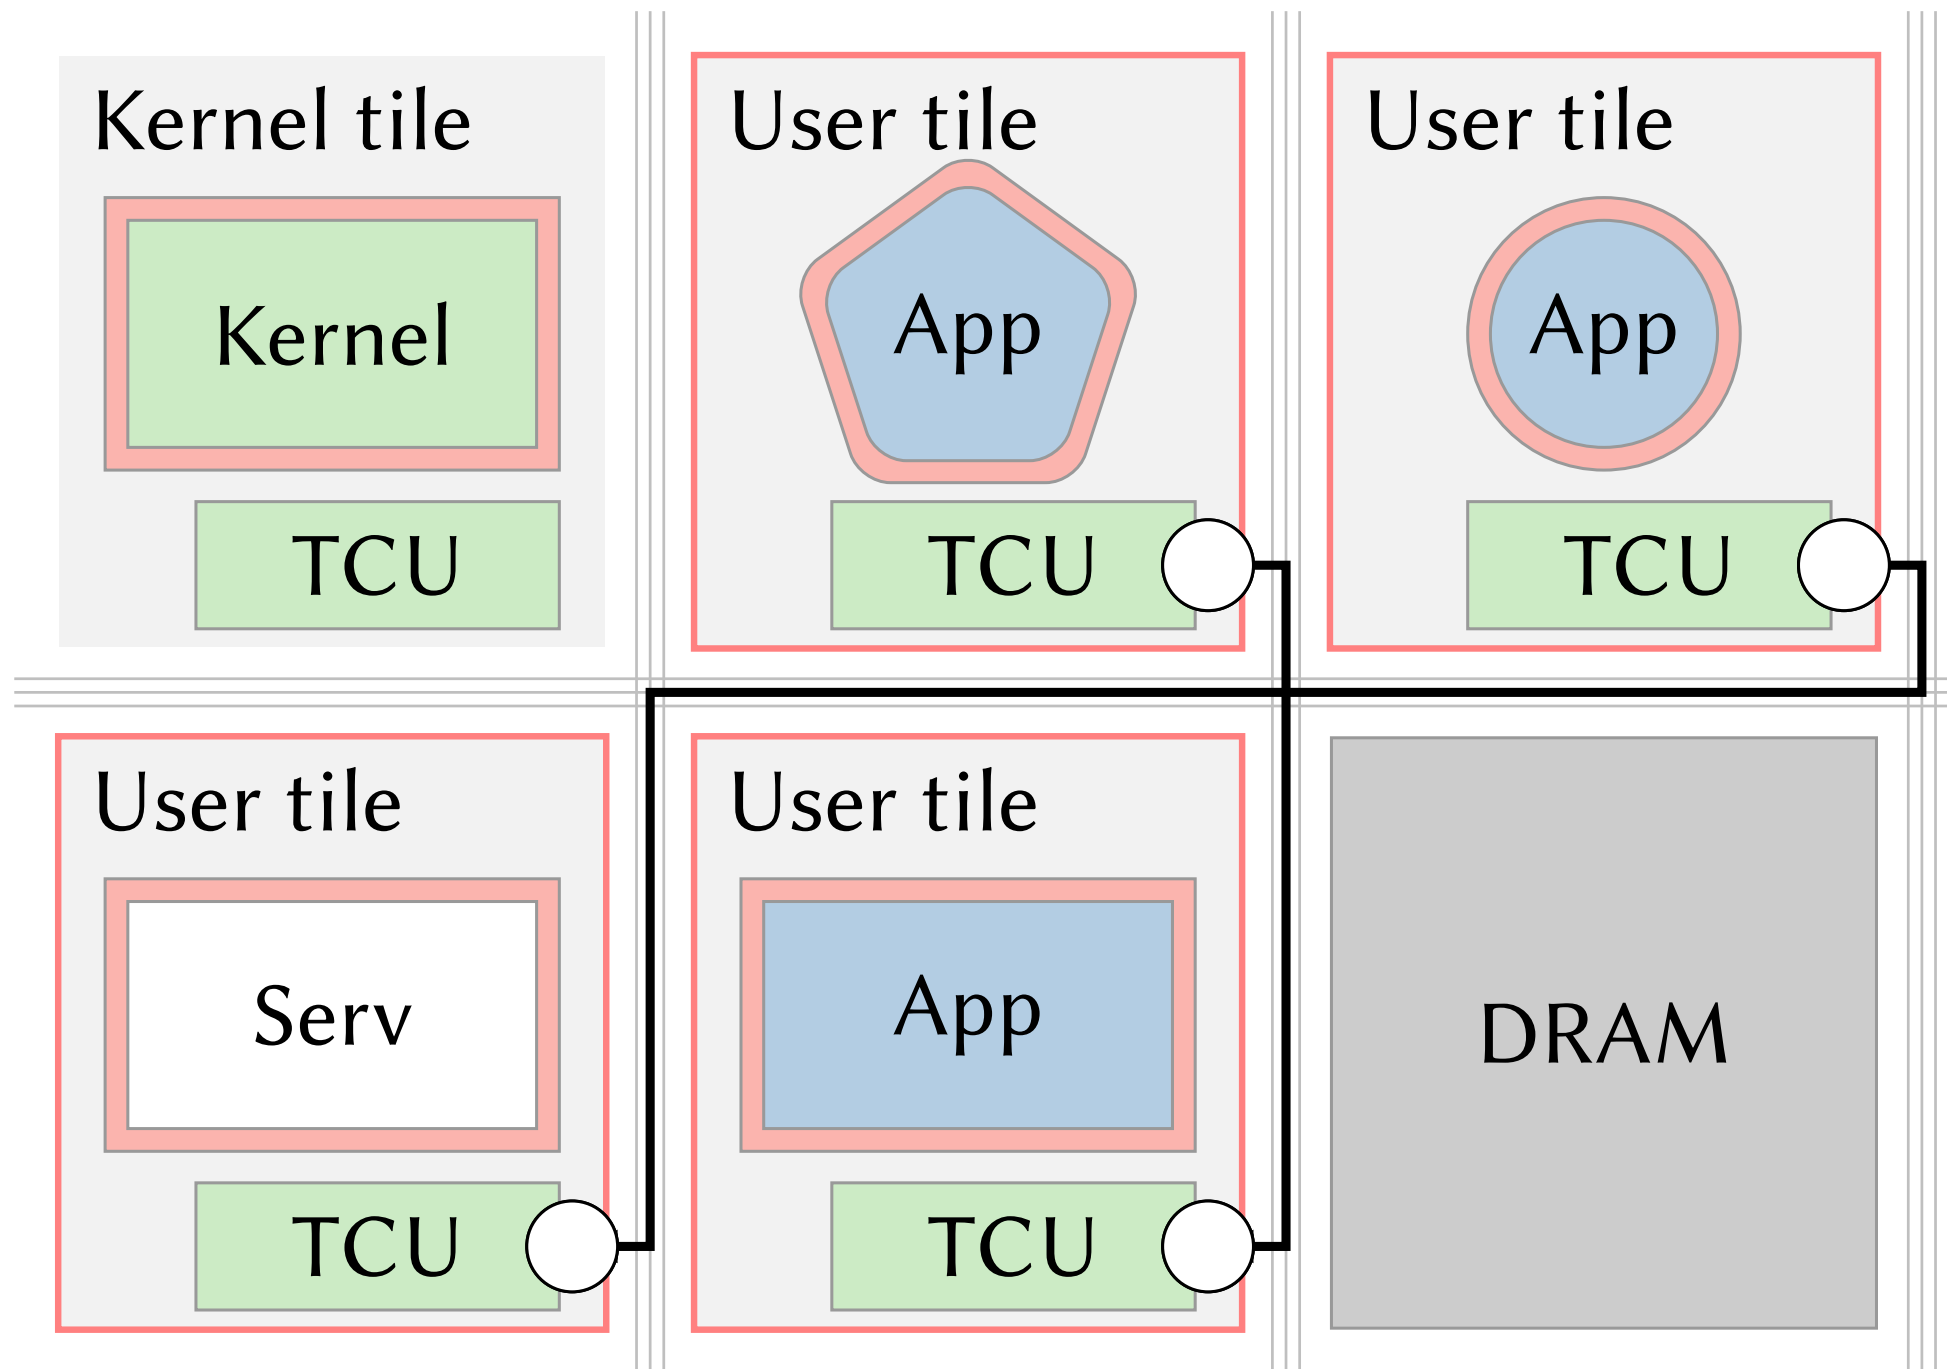 Kernel tile
Kernel
TCU
User tile
App
TCU
User tile
App
TCU
User tile
Serv
TCU
User tile
App
TCU
DRAM